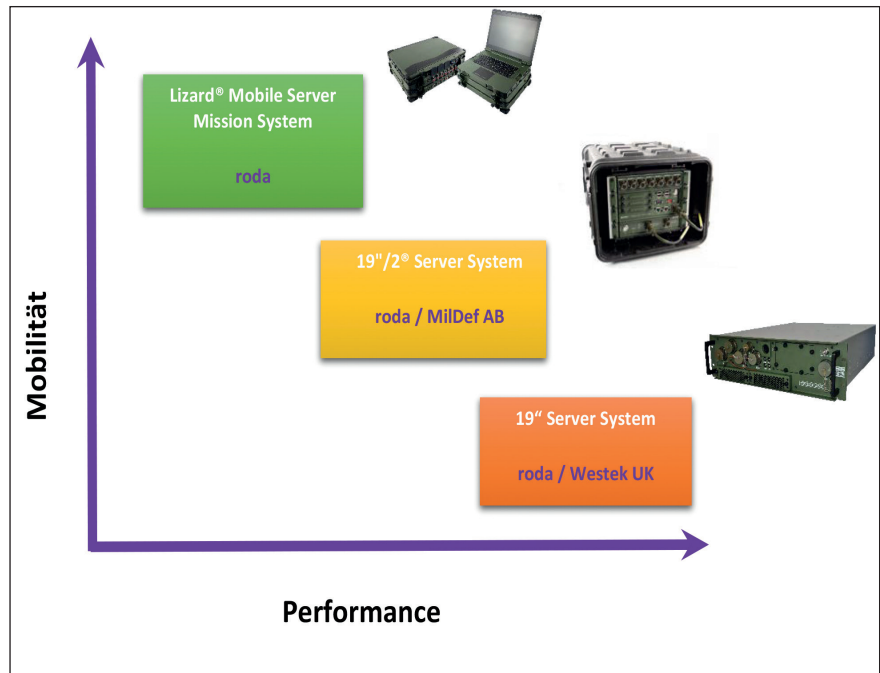 Lizard® Mobile Server
Mission System
roda
19"/2® Server System
roda / MilDef AB
19“ Server System
roda / Westek UK
Mobilität
Performance